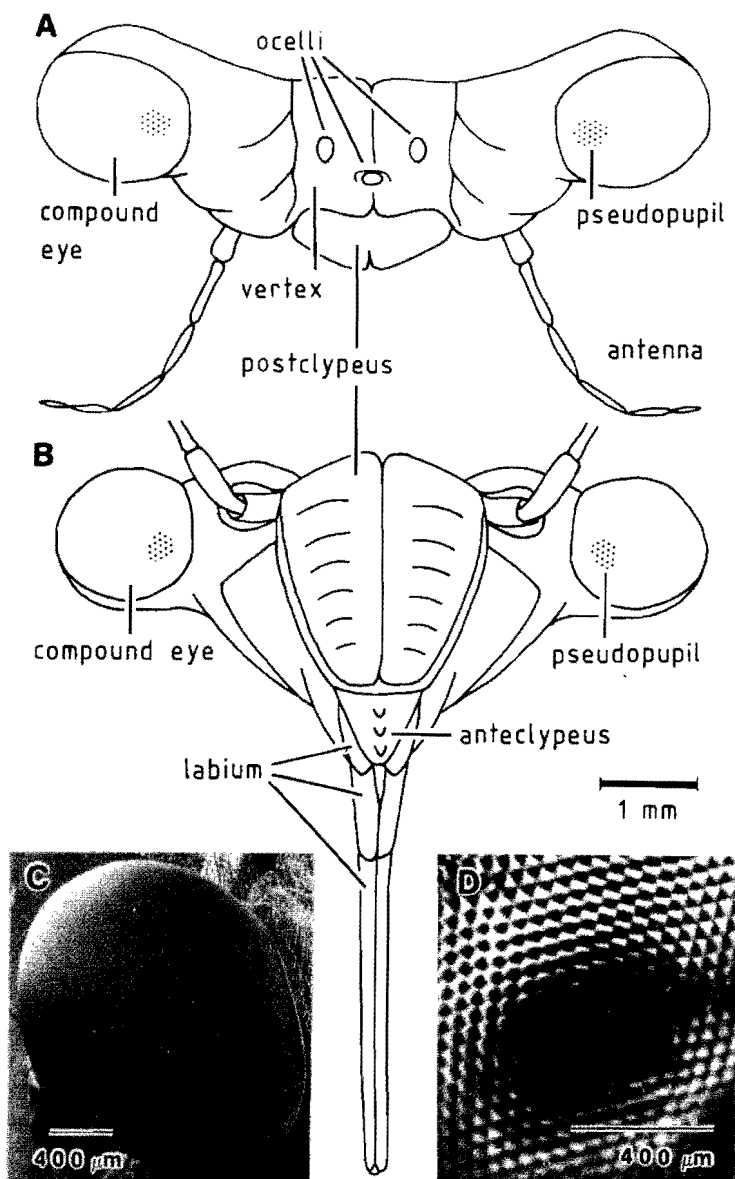 A
ocelli
compound
eye
pseudopupil
vertex
postclypeus
antenna
B
compound eye
pseudopupil
anteclypeus
labium
1 mm
C
D
400 µm
400 µm